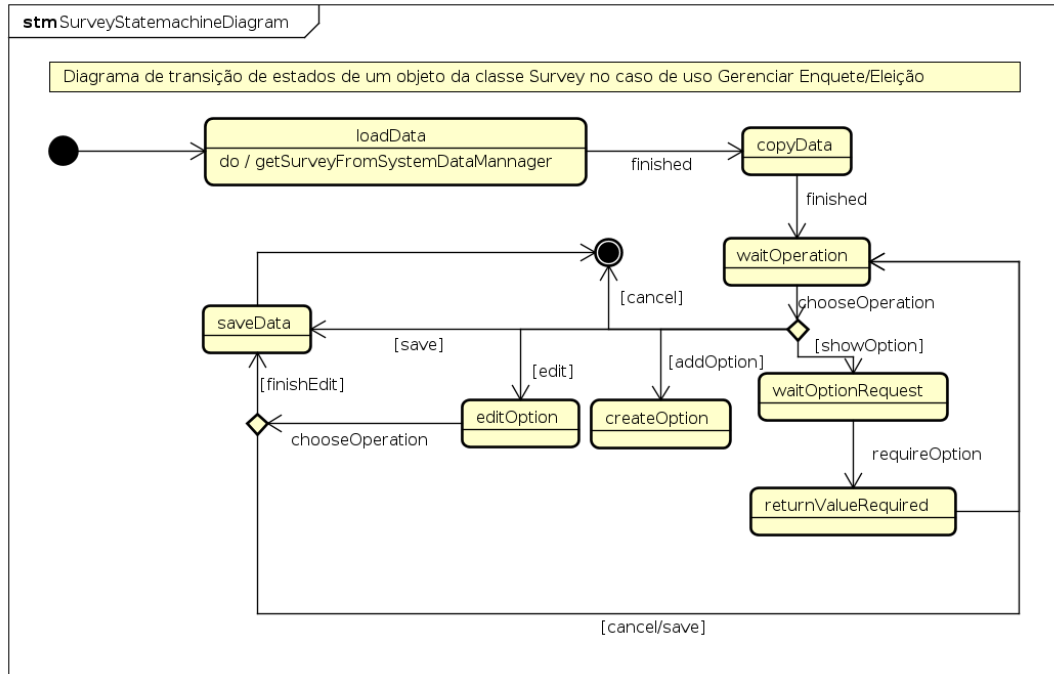 stm SurveyStatemachineDiagram
Diagrama de transição de estados de um objeto da classe Survey no caso de uso Gerenciar Enquete/Eleição
loadData
do / getSurveyFromSystemDataMannager
finished
copyData
finished
waitOperation
chooseOperation
[cancel]
saveData
[save]
[showOption]
[finishEdit]
[edit]
[addOption]
waitOptionRequest
editOption
createOption
chooseOperation
requireOption
returnValueRequired
[cancel/save]